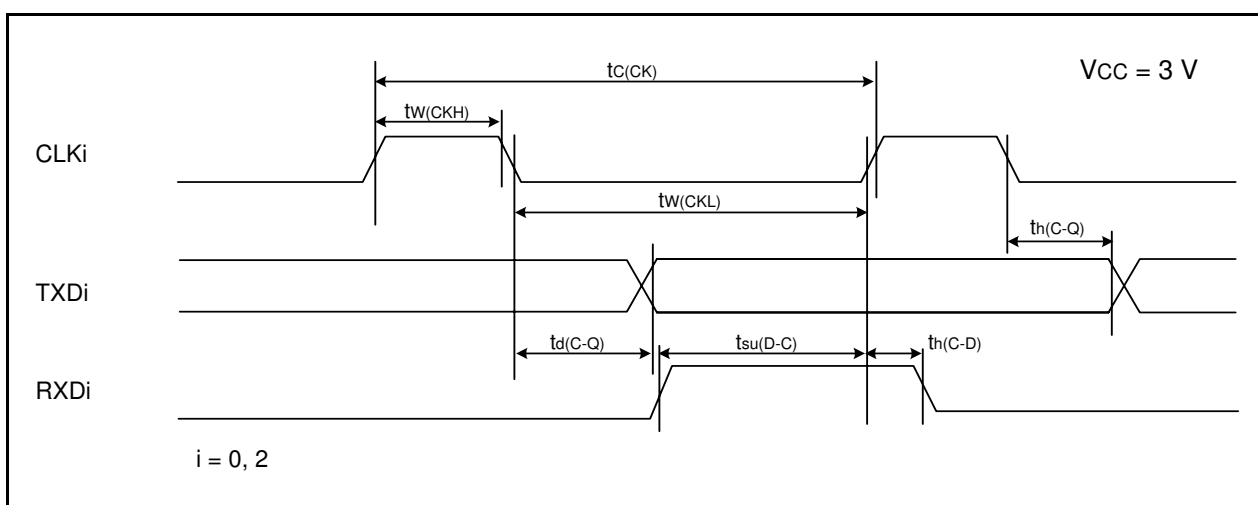 tC(CK)
VCC = 3 V
tW(CKH)
CLKi
tW(CKL)
th(C-Q)
TXDi
td(C-Q)
tsu(D-C)
th(C-D)
RXDi
i = 0, 2